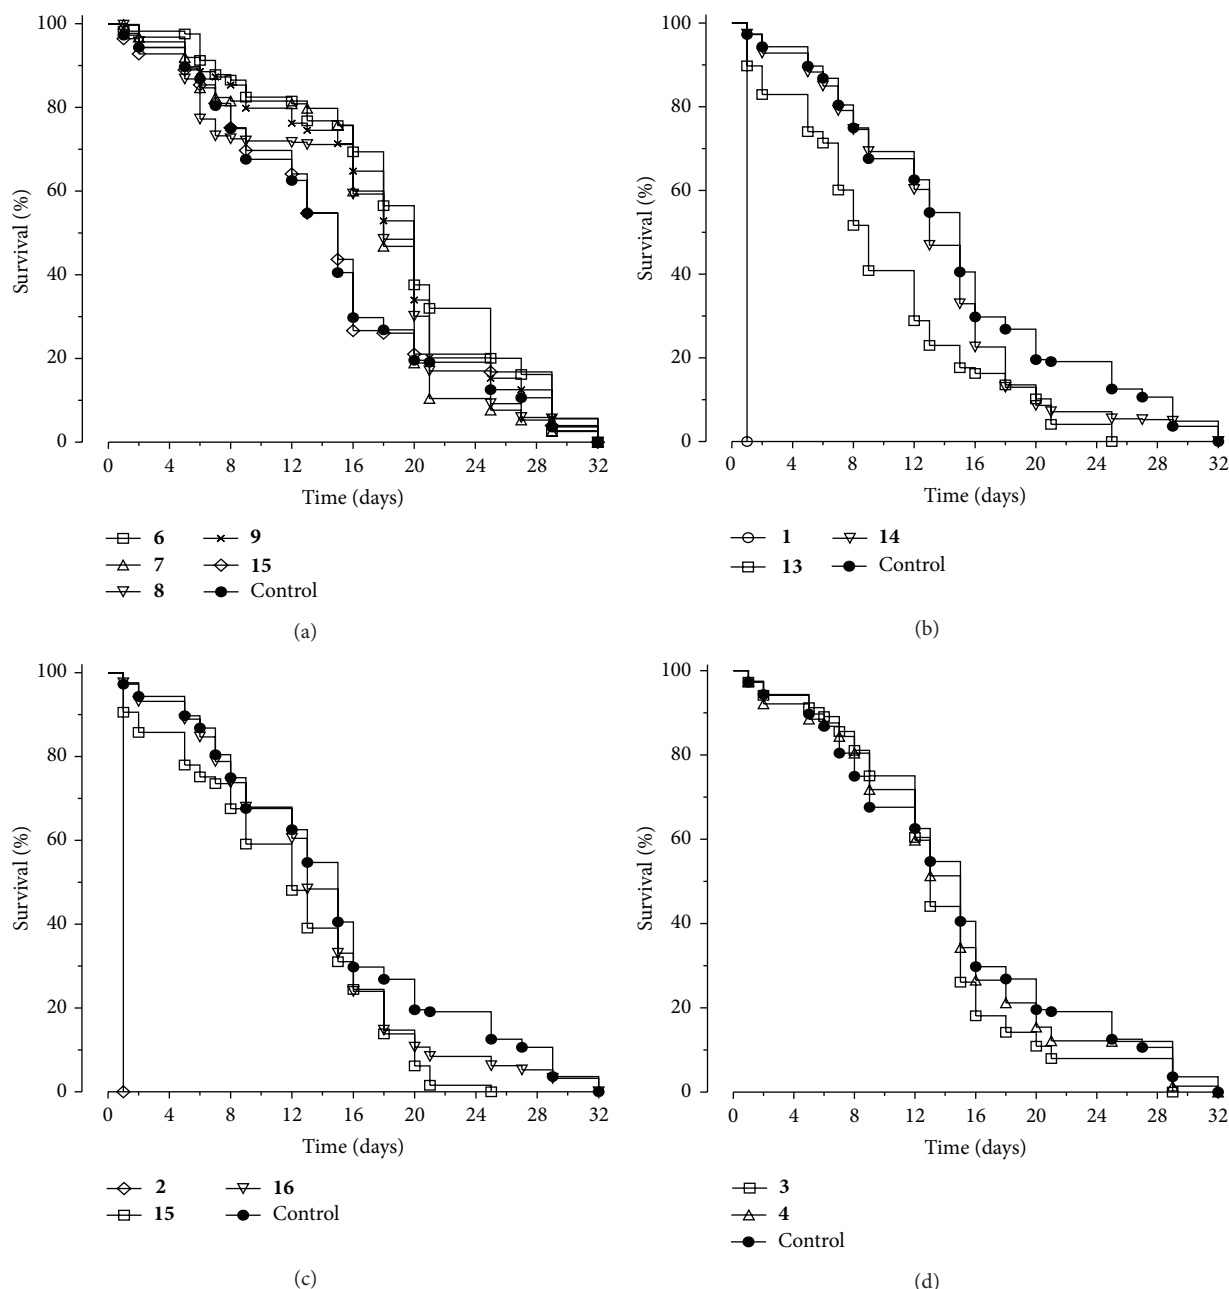 100
80
60
40
20
0
Survival (%)
0 4 8 12 16 20 24 28 32
Time (days)
6 9
7 15
8 Control
(a)
100
80
60
40
20
0
Survival (%)
0 4 8 12 16 20 24 28 32
Time (days)
1 14
13 Control
(b)
100
80
60
40
20
0
Survival (%)
0 4 8 12 16 20 24 28 32
Time (days)
2 16
15 Control
(c)
100
80
60
40
20
0
Survival (%)
0 4 8 12 16 20 24 28 32
Time (days)
3
4
Control
(d)